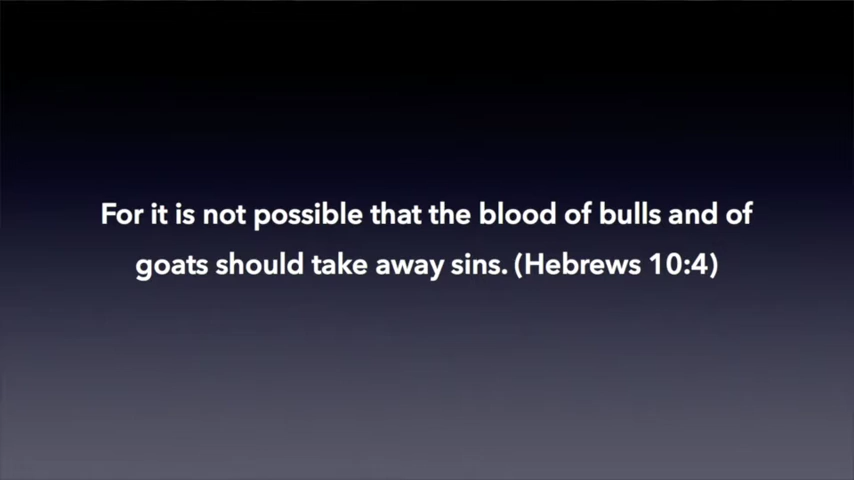 For it is not possible that the blood of bulls and of
goats should take away sins. (Hebrews 10:4)